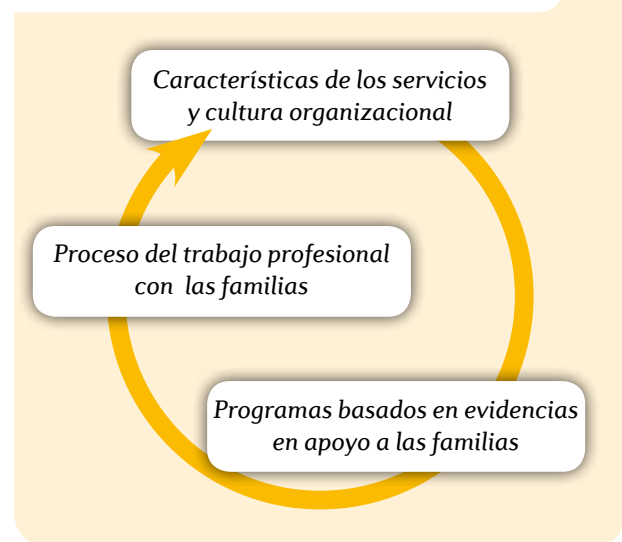 Características de los servicios
y cultura organizacional
Proceso del trabajo profesional
con las familias
Programas basados en evidencias
en apoyo a las familias